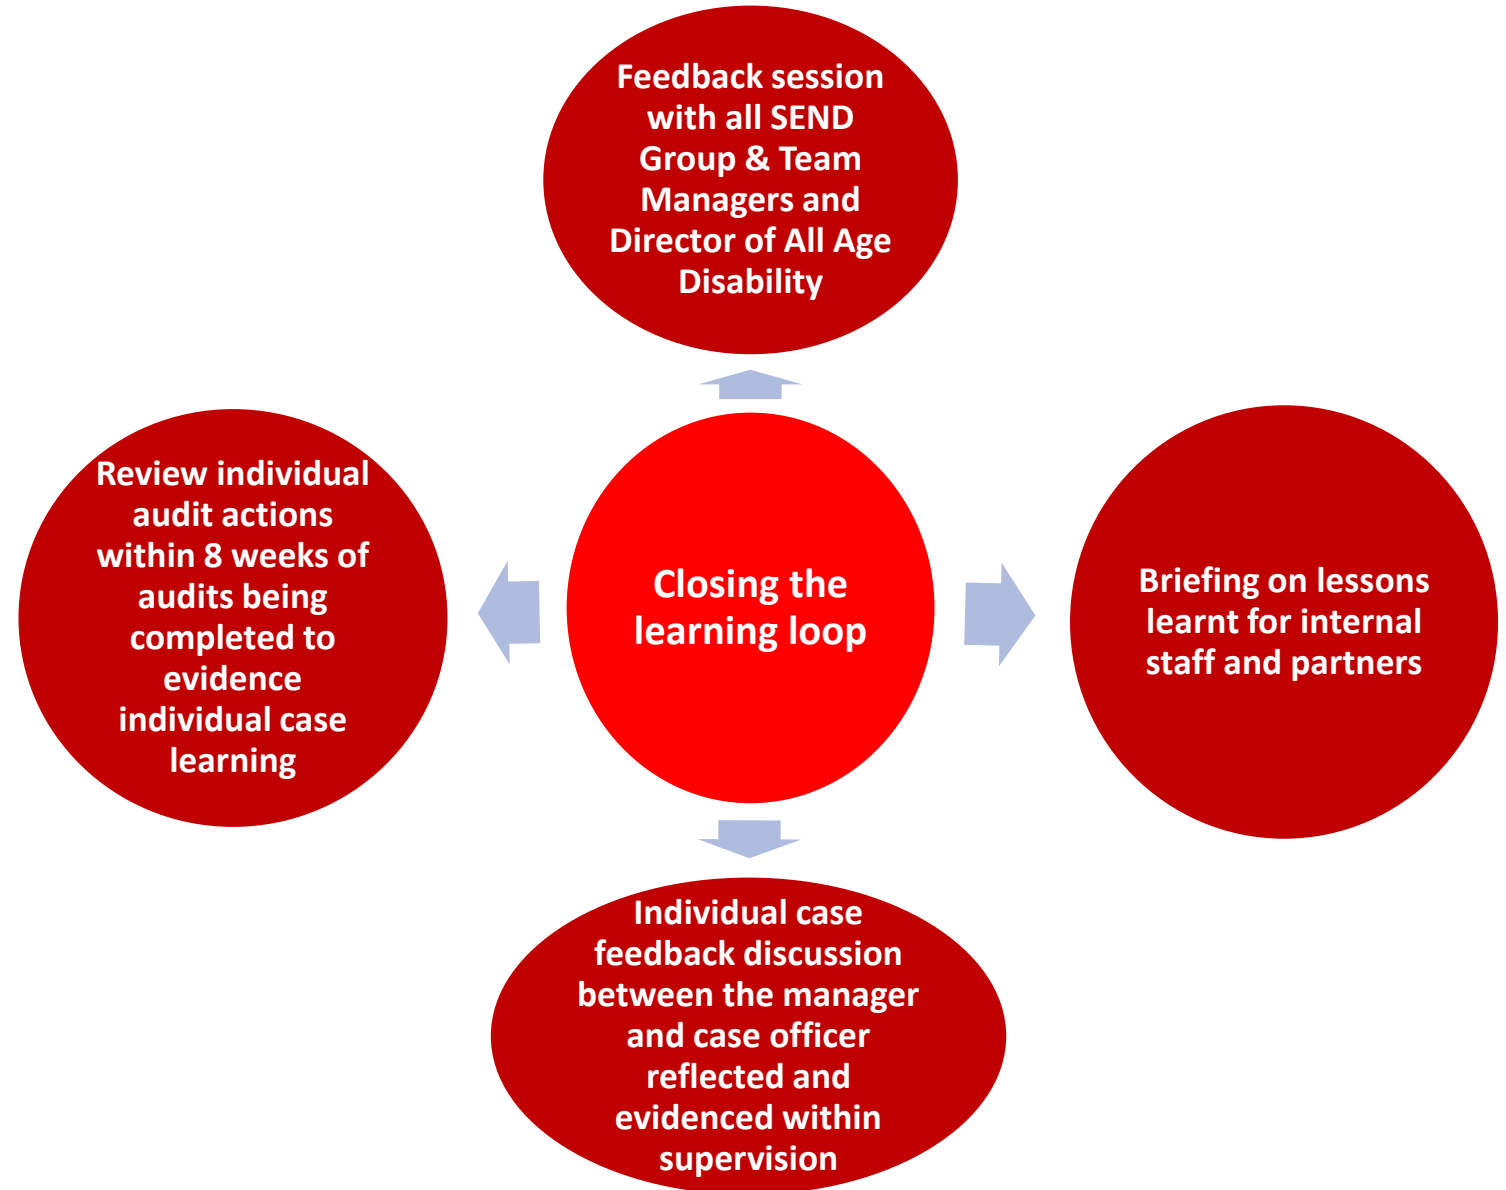 Feedback session
with all SEND
Group & Team
Managers and
Director of All Age
Disability
Review individual
audit actions
within 8 weeks of
audits being
completed to
evidence
individual case
learning
Closing the
learning loop
Briefing on lessons
learnt for internal
staff and partners
Individual case
feedback discussion
between the manager
and case officer
reflected and
evidenced within
supervision